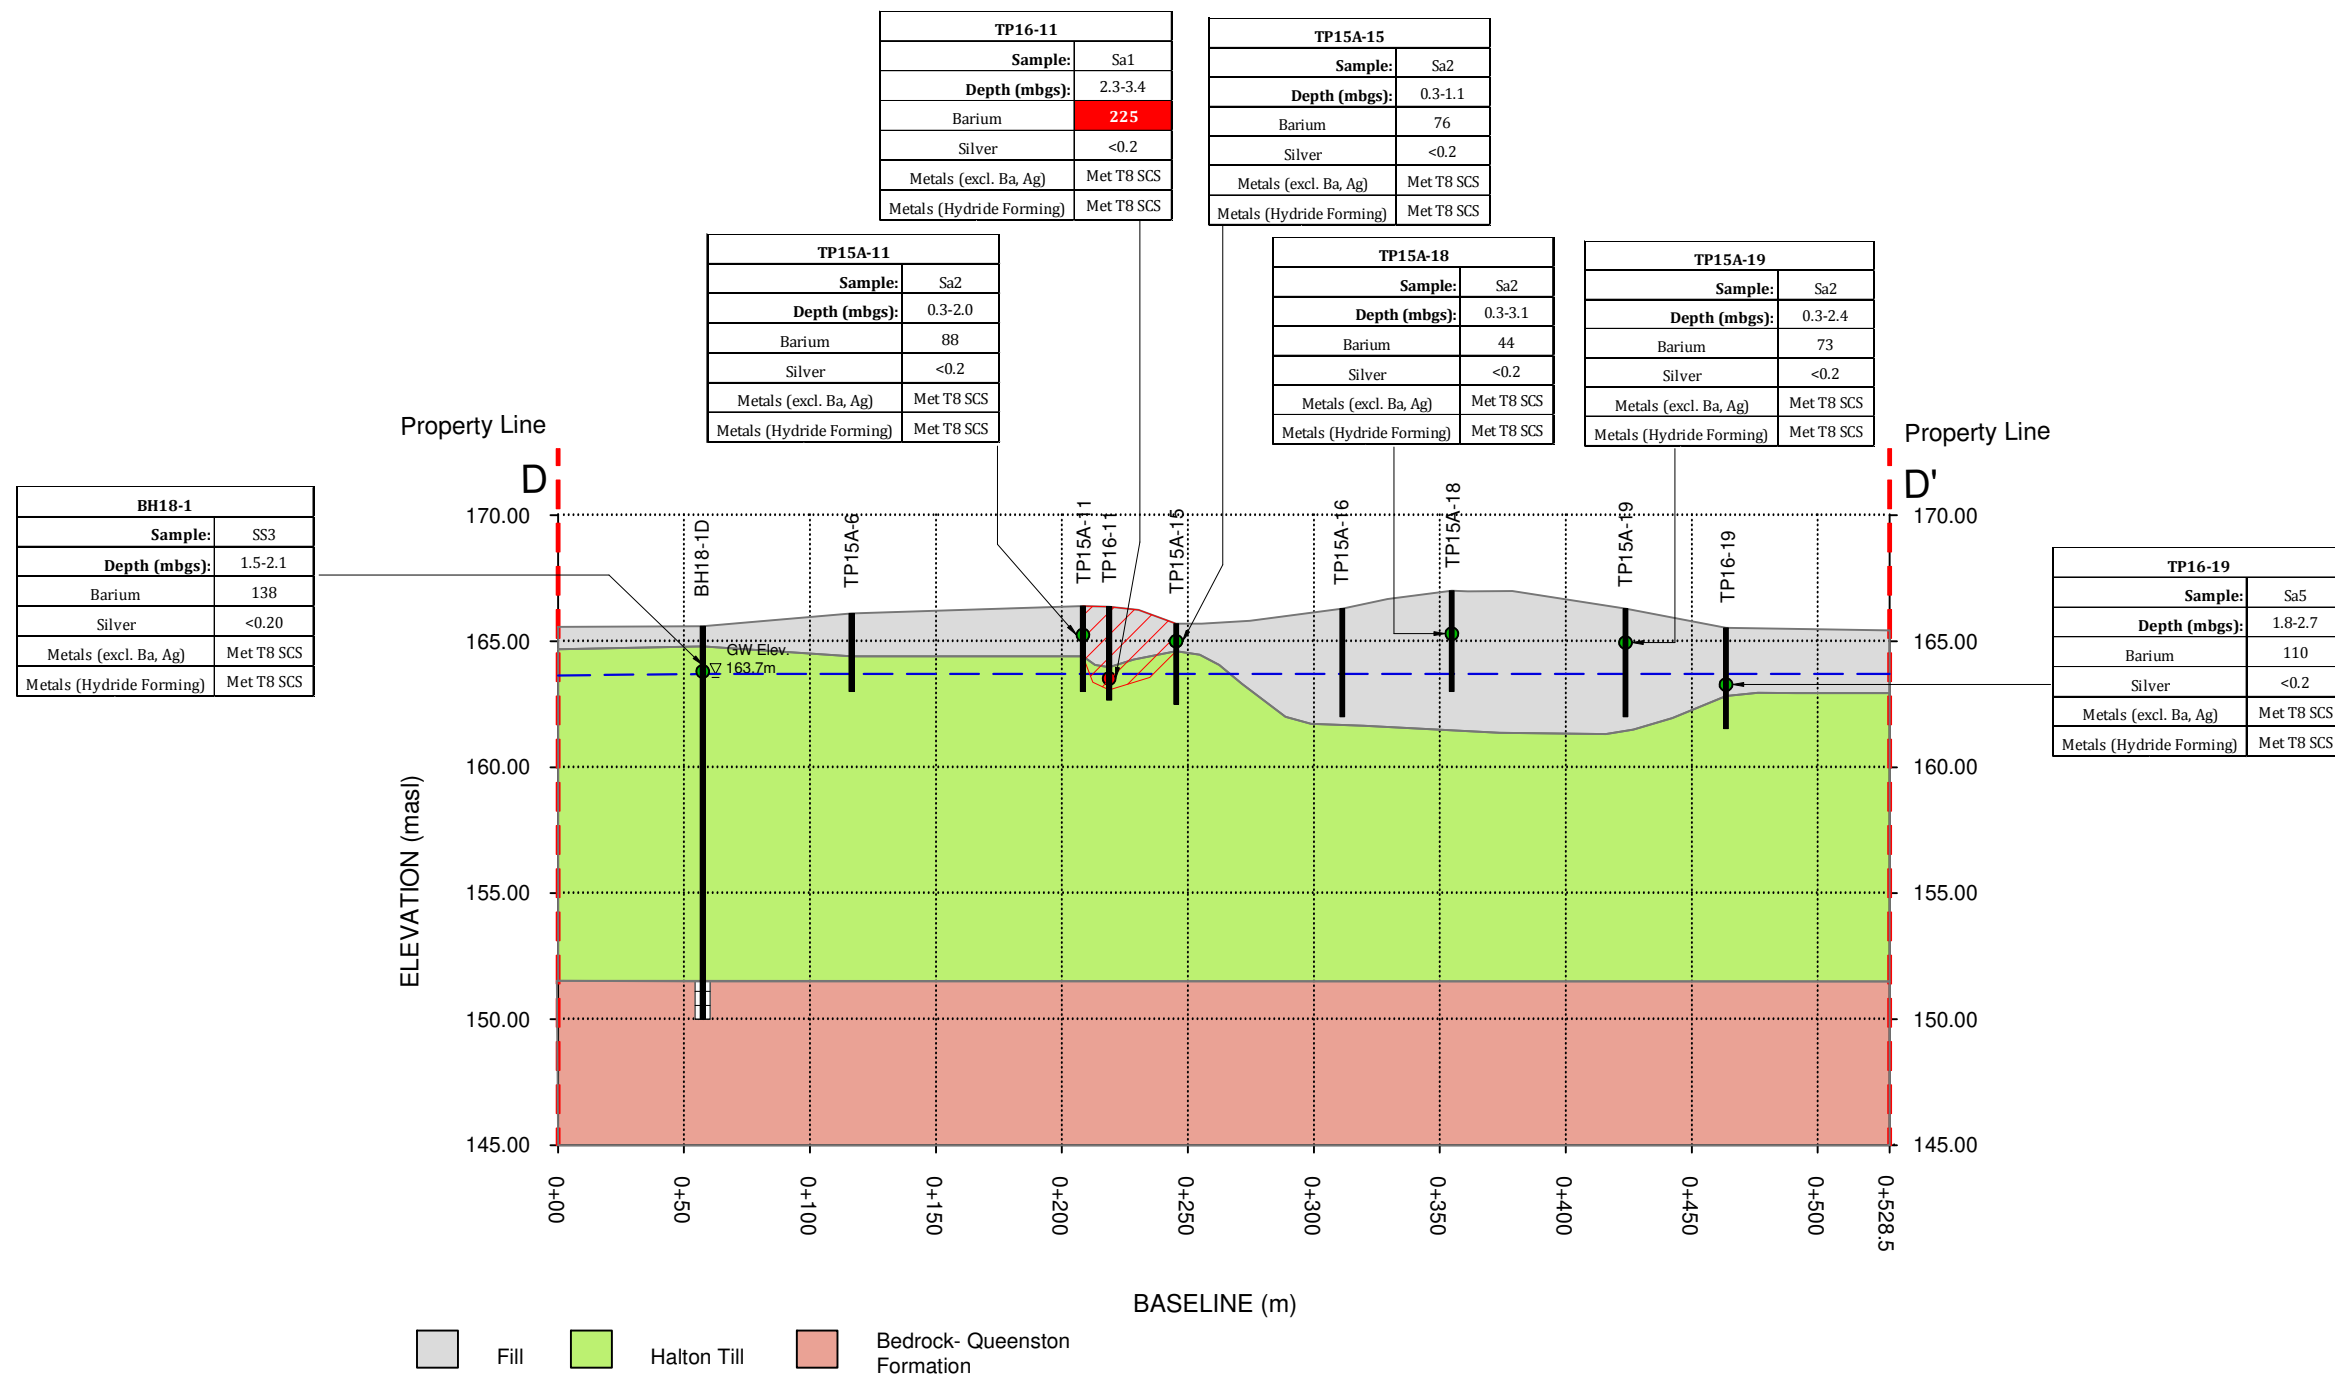 TP16-11
Sample: Sa1
Depth (mbgs): 2.3-3.4
Barium 225
Silver <0.2
Metals (excl. Ba, Ag) Met T8 SCS
Metals (Hydride Forming) Met T8 SCS
TP15A-15
Sample: Sa2
Depth (mbgs): 0.3-1.1
Barium 76
Silver <0.2
Metals (excl. Ba, Ag) Met T8 SCS
Metals (Hydride Forming) Met T8 SCS
TP15A-11
Sample: Sa2
Depth (mbgs): 0.3-2.0
Barium 88
Silver <0.2
Metals (excl. Ba, Ag) Met T8 SCS
Metals (Hydride Forming) Met T8 SCS
TP15A-18
Sample: Sa2
Depth (mbgs): 0.3-3.1
Barium 44
Silver <0.2
Metals (excl. Ba, Ag) Met T8 SCS
Metals (Hydride Forming) Met T8 SCS
TP15A-19
Sample: Sa2
Depth (mbgs): 0.3-2.4
Barium 73
Silver <0.2
Metals (excl. Ba, Ag) Met T8 SCS
Metals (Hydride Forming) Met T8 SCS
Property Line
Property Line
D
D'
BH18-1
Sample: SS3
Depth (mbgs): 1.5-2.1
Barium 138
Silver <0.20
Metals (excl. Ba, Ag) Met T8 SCS
Metals (Hydride Forming) Met T8 SCS
TP16-19
Sample: Sa5
Depth (mbgs): 1.8-2.7
Barium 110
Silver <0.2
Metals (excl. Ba, Ag) Met T8 SCS
Metals (Hydride Forming) Met T8 SCS
BH18-1D
TP15A-6
TP15A-11
TP16-11
TP15A-15
TP15A-16
TP15A-18
TP15A-19
TP16-19
GW Elev.
163.7m
ELEVATION (masl)
170.00
165.00
160.00
155.00
150.00
145.00
170.00
165.00
160.00
155.00
150.00
145.00
0+00
0+50
0+100
0+150
0+200
0+250
0+300
0+350
0+400
0+450
0+500
0+528.5
BASELINE (m)
Fill
Halton Till
Bedrock- Queenston
Formation